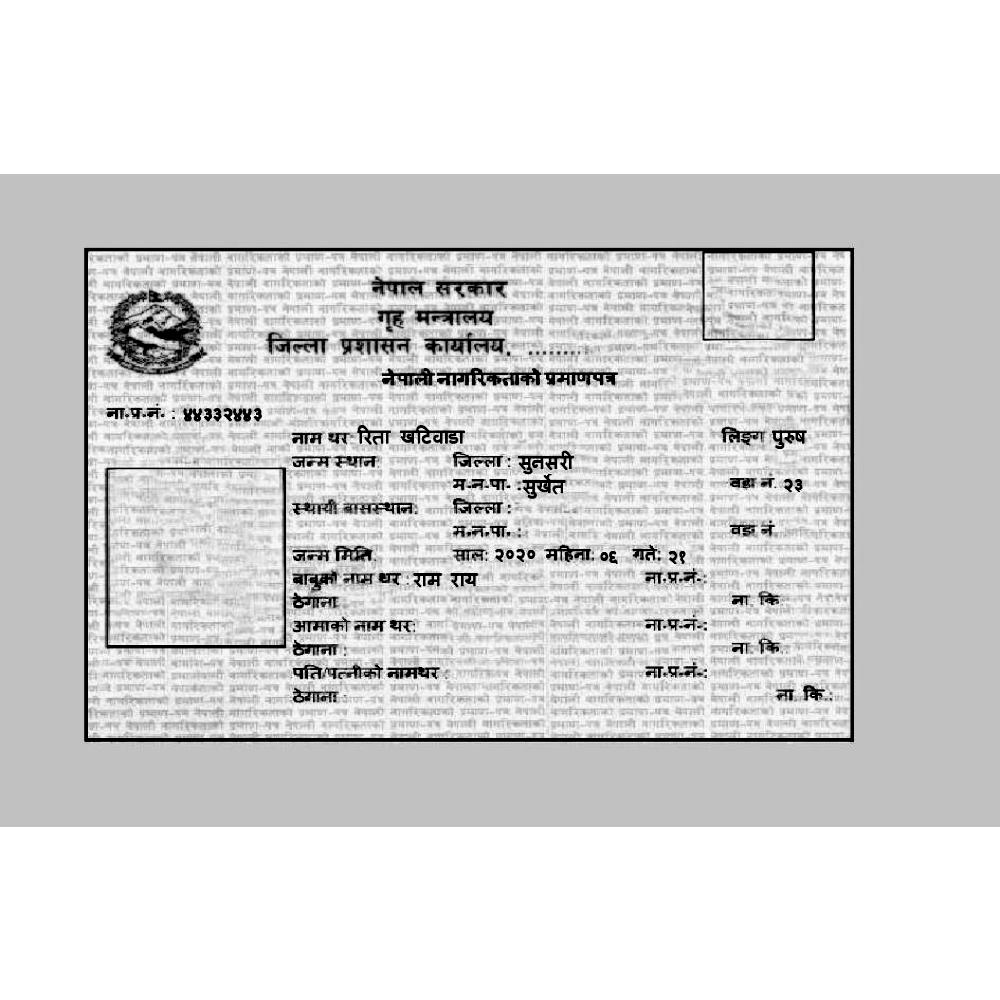 नेपाल सरकार
गृह मन्त्रालय
जिल्ला प्रशासन कार्यालय, .........
नेपाली नागरिकताको प्रमाणपत्र
ना.प्र.नं. : ४४३३२४४३
नाम थर रिता खटिवाडा लिङ्ग पुरुष
जन्म स्थान: जिल्ला : सुनसरी
म.न.पा. :सुर्खेत वडा नं. २३
स्थायी बासस्थान: जिल्ला :
म.न.पा. : वडा नं.
जन्म मिति साल: २०२० महिना: ०६ गते: २१
बाबुको नाम थर : राम राय ना.प्र.नं.:
ठेगाना ना. कि.
आमाको नाम थर: ना.प्र.नं.:
ठेगाना : ना. कि.:
पति/पत्नीको नामथर : ना.प्र.नं.:
ठेगाना : ना. कि.: